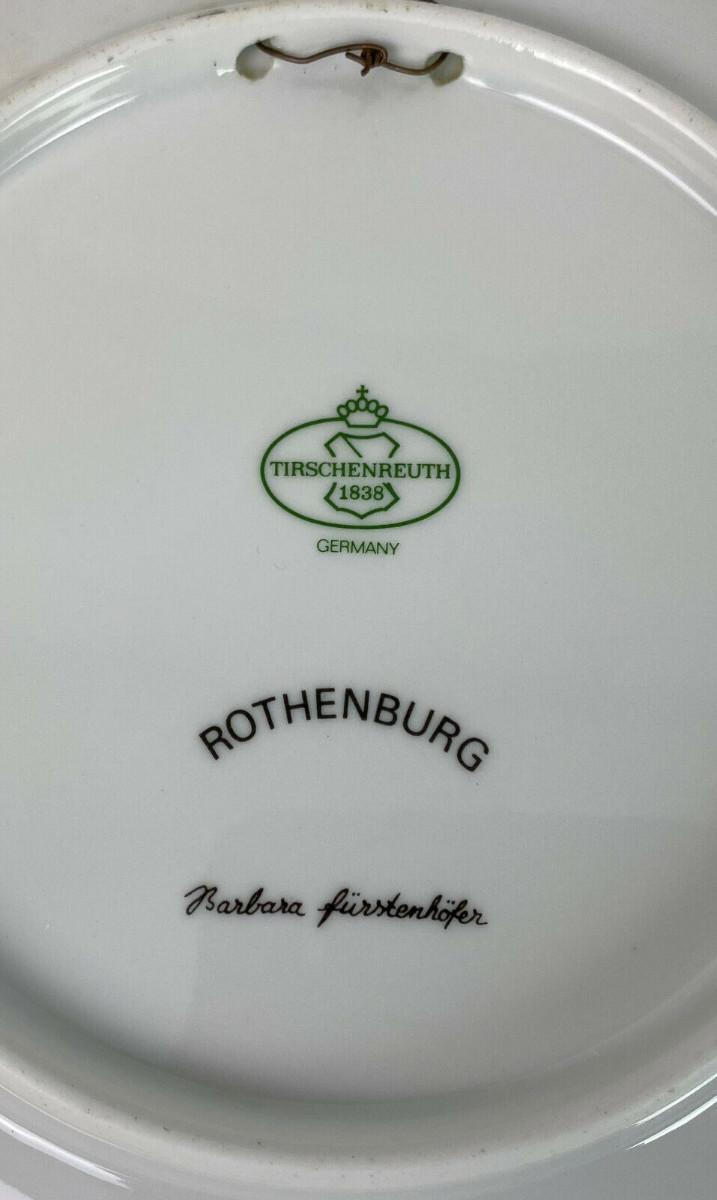 TIRSCHENREUTH
1838
GERMANY
ROTHENBURG
Barbara fürstenhöfer